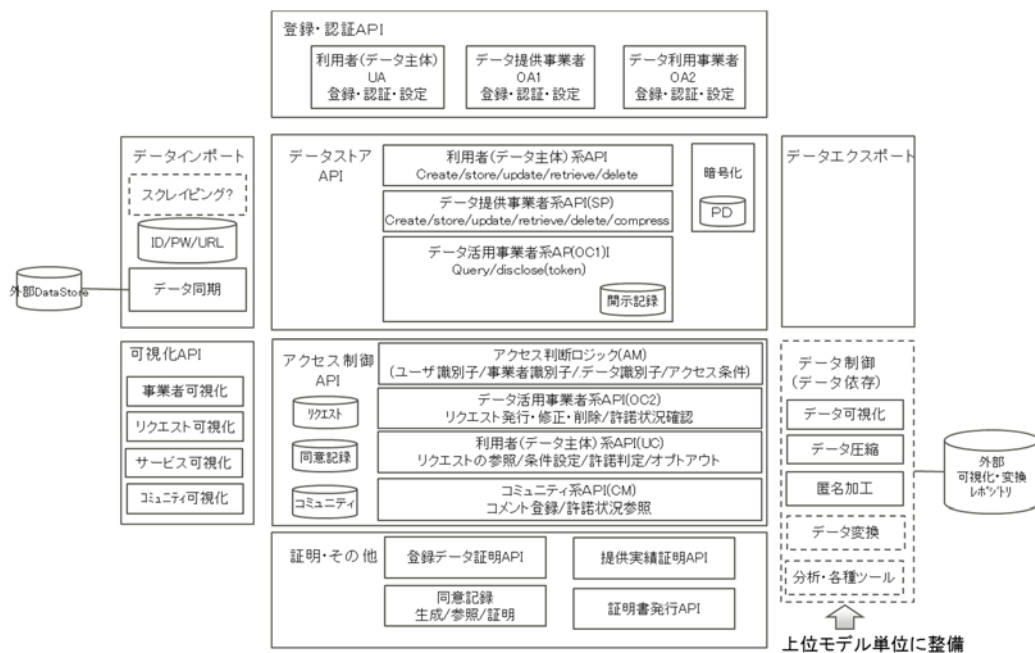 登録・認証API
利用者(データ主体)
UA
登録・認証・設定
データ提供事業者
OA1
登録・認証・設定
データ利用事業者
OA2
登録・認証・設定
データインポート
スクレイピング?
ID/PW/URL
データ同期
外部DataStore
データストア
API
利用者(データ主体)系API
Create/store/update/retrieve/delete
データ提供事業者系API(SP)
Create/store/update/retrieve/delete/compress
データ活用事業者系AP(OC1)I
Query/disclose(token)
開示記録
暗号化
PD
データエクスポート
可視化API
事業者可視化
リクエスト可視化
サービス可視化
コミュニティ可視化
アクセス制御
API
リクエスト
同意記録
コミュニティ
アクセス判断ロジック(AM)
(ユーザ識別子/事業者識別子/.データ識別子/アクセス条件)
データ活用事業者系API(OC2)
リクエスト発行・修正・削除/許諾状況確認
利用者(データ主体)系API(UC)
リクエストの参照/条件設定/許諾判定/オプトアウト
コミュニティ系API(CM)
コメント登録/許諾状況参照
データ制御
(データ依存)
データ可視化
データ圧縮
匿名加工
データ変換
分析・各種ツール
外部
可視化・変換
レポジトリ
証明・その他
登録データ証明API
提供実績証明API
同意記録
生成/参照/証明
証明書発行API
上位モデル単位に整備